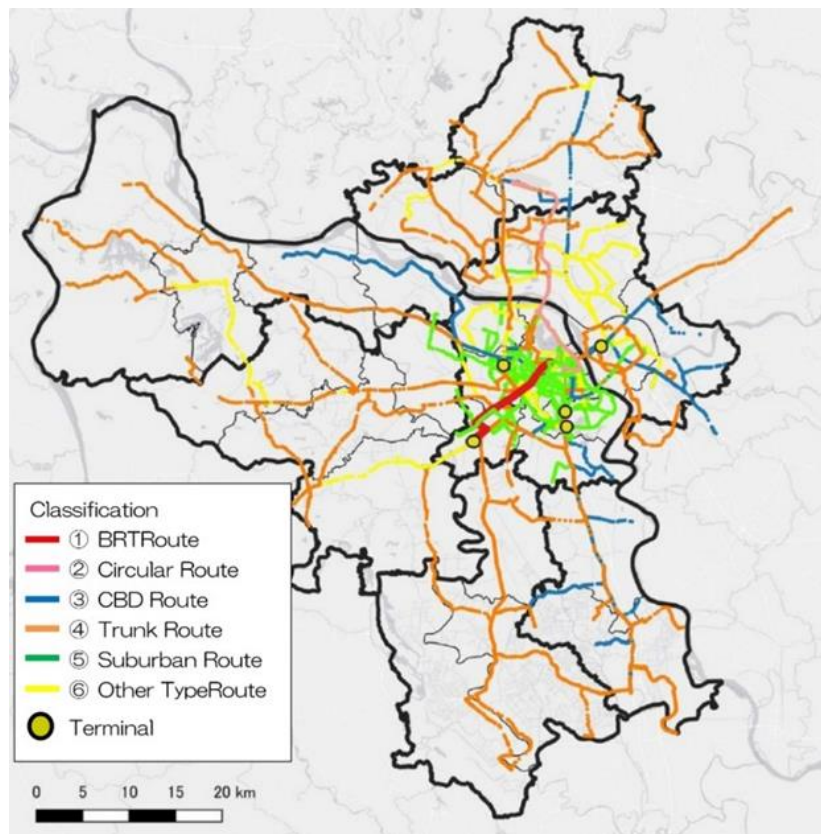 Classification
① BRTRoute
② Circular Route
③ CBD Route
④ Trunk Route
⑤ Suburban Route
⑥ Other TypeRoute
Terminal
0 5 10 15 20 km